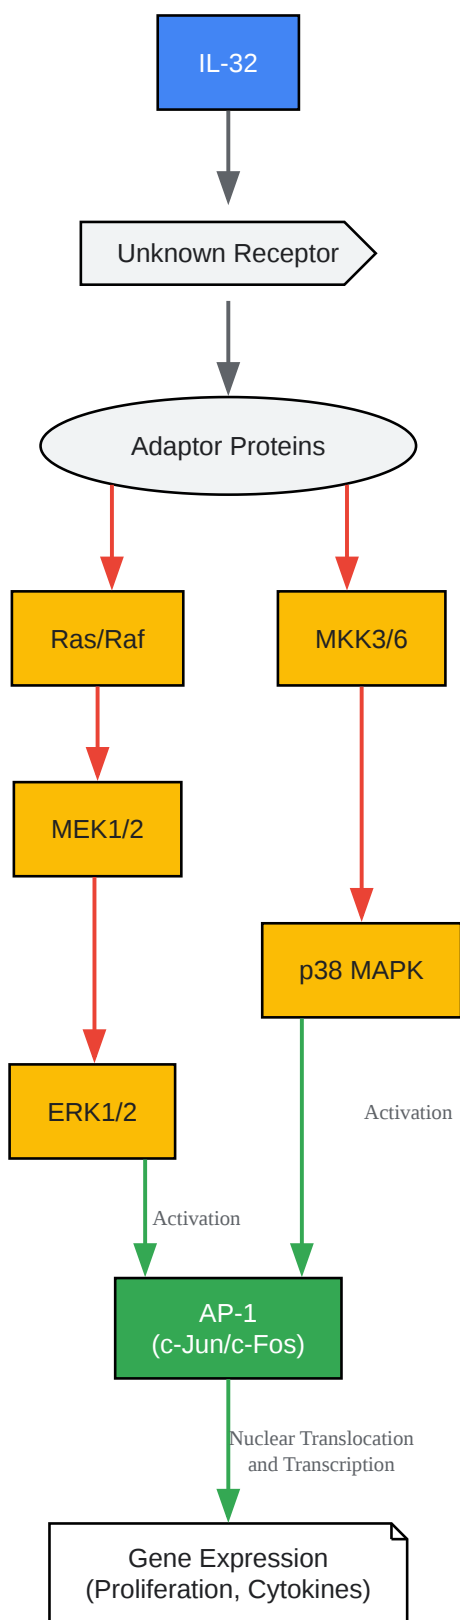 IL-32
Unknown Receptor
Adaptor Proteins
Ras/Raf
MKK3/6
MEK1/2
p38 MAPK
ERK1/2
Activation
Activation
AP-1
(c-Jun/c-Fos)
Nuclear Translocation
and Transcription
Gene Expression
(Proliferation, Cytokines)